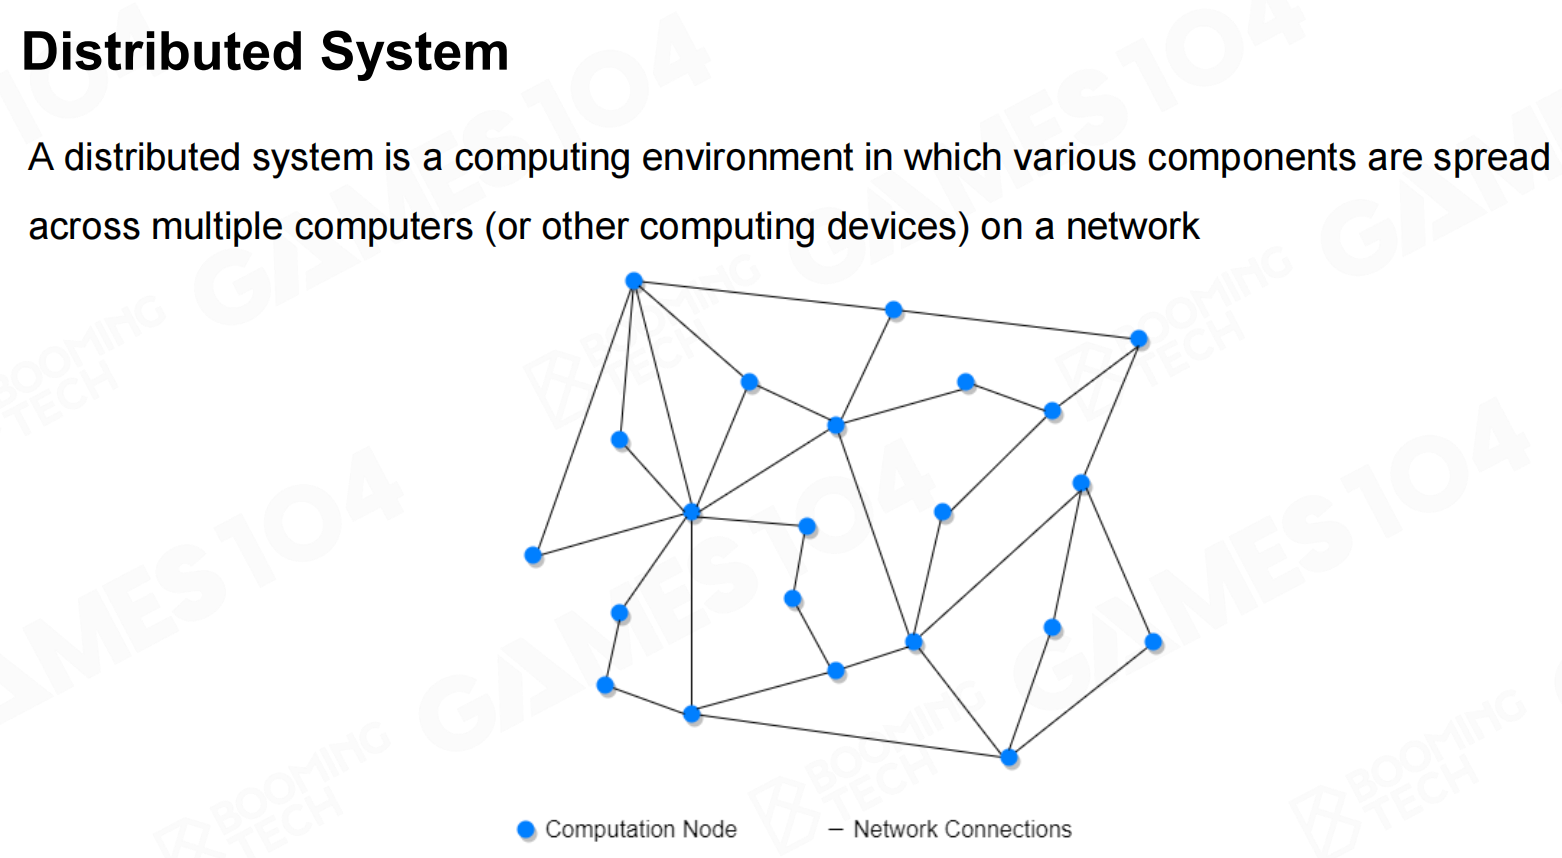 Distributed System
A distributed system is a computing environment in which various components are spread
across multiple computers (or other computing devices) on a network
Computation Node
Network Connections
GAMES104
BOOMING
TECH